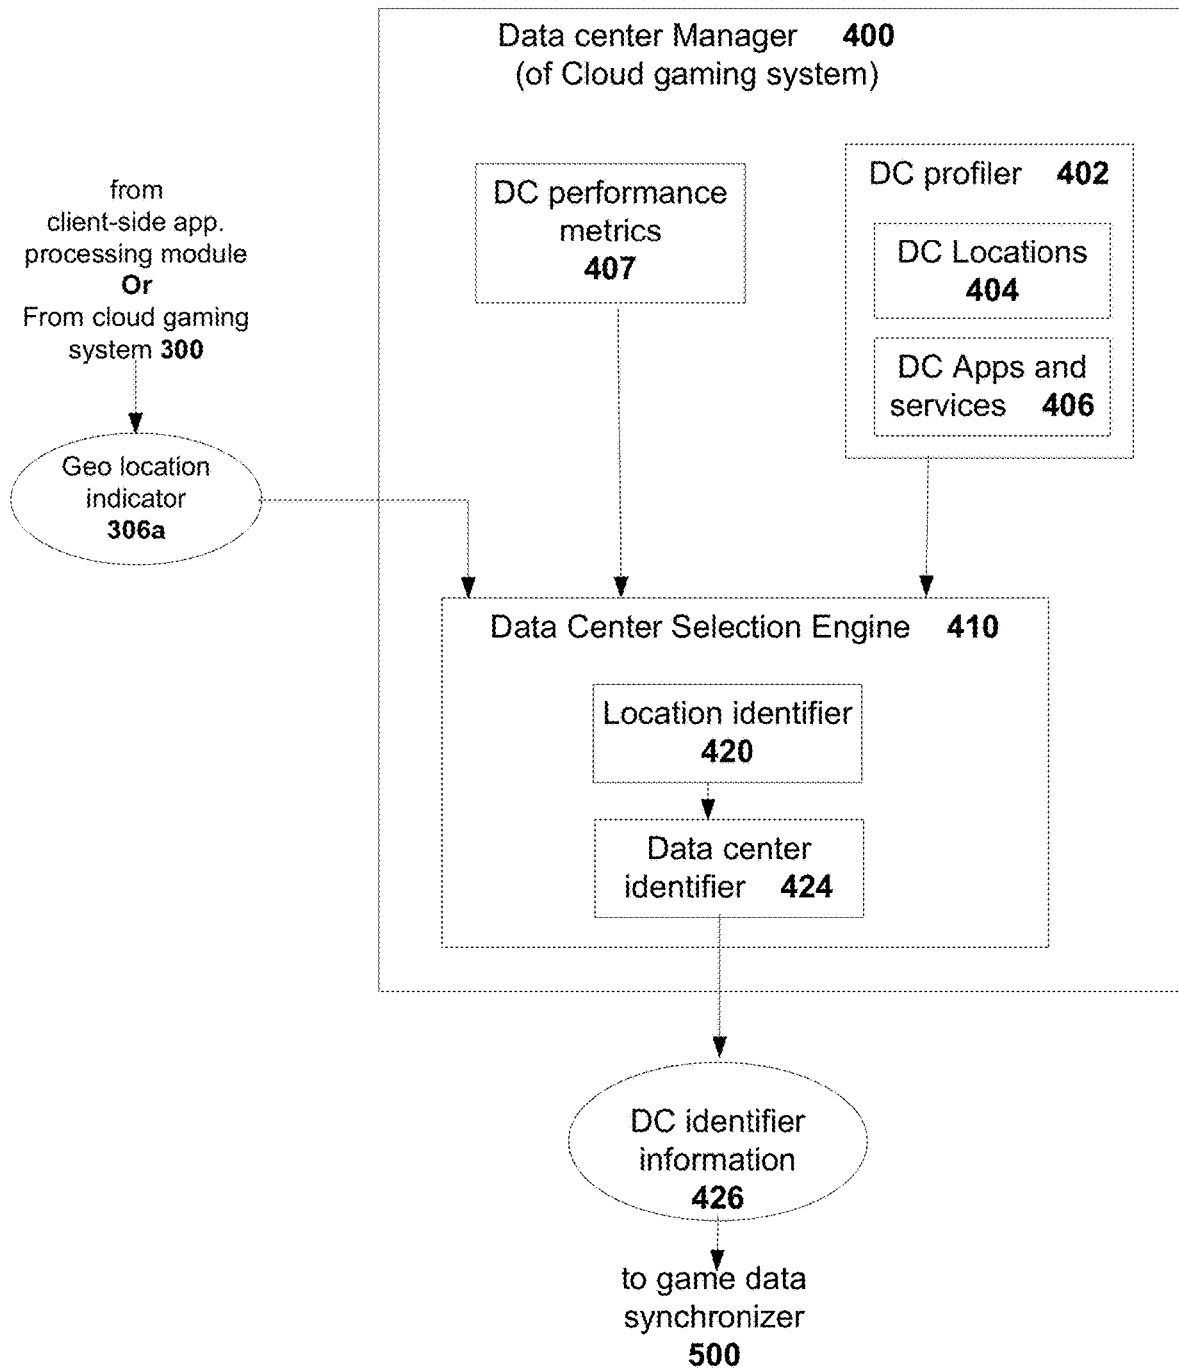 Data center Manager 400
(of Cloud gaming system)
from
client-side app.
processing module
Or
From cloud gaming
system 300
DC performance
metrics
407
DC profiler 402
DC Locations
404
DC Apps and
services 406
Geo location
indicator
306a
Data Center Selection Engine 410
Location identifier
420
Data center
identifier 424
DC identifier
information
426
to game data
synchronizer
500